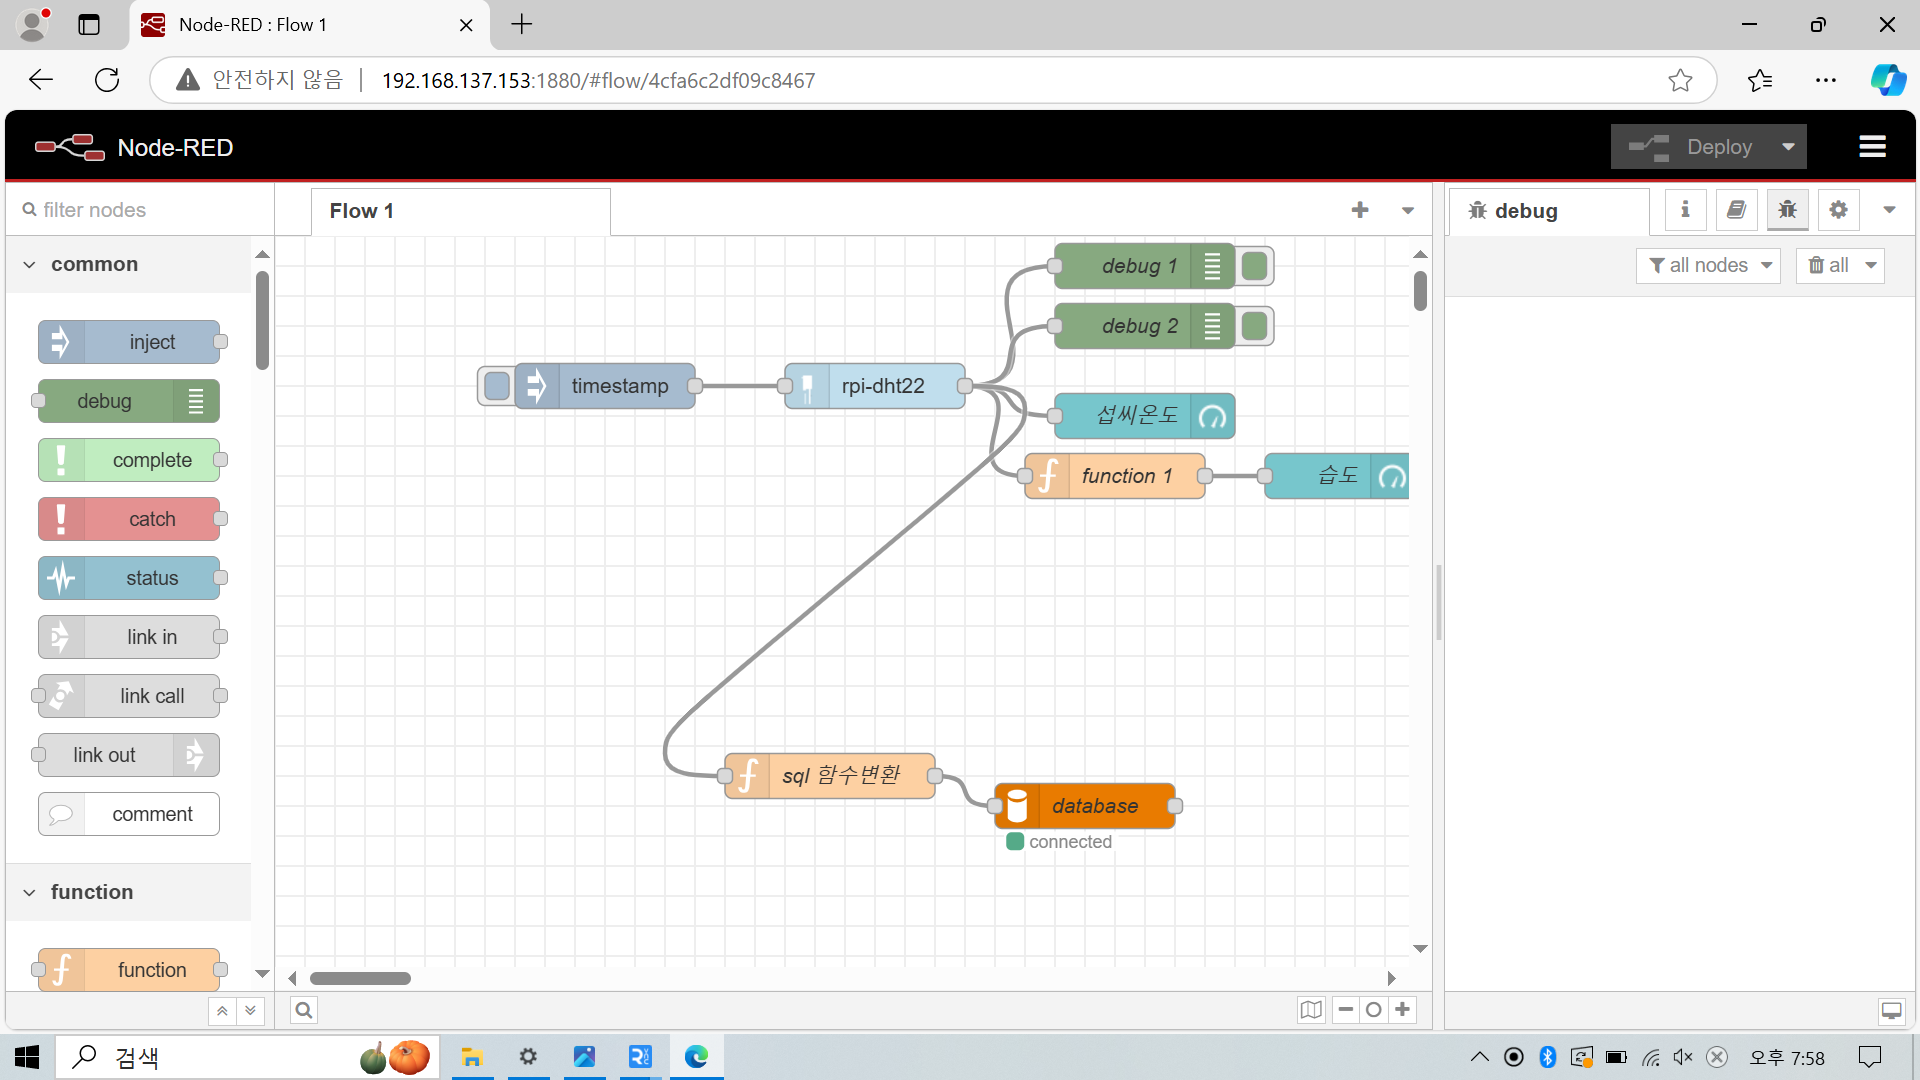 Node-RED : Flow 1
안전하지 않음
192.168.137.153:1880/#flow/4cfa6c2df09c8467
Node-RED
Deploy
filter nodes
Flow 1
debug
i
all nodes
all
common
inject
debug
complete
catch
status
link in
link call
link out
comment
function
function
timestamp
rpi-dht22
debug 1
debug 2
섭씨온도
function 1
습도
sql 함수변환
database
connected
검색
오후 7:58